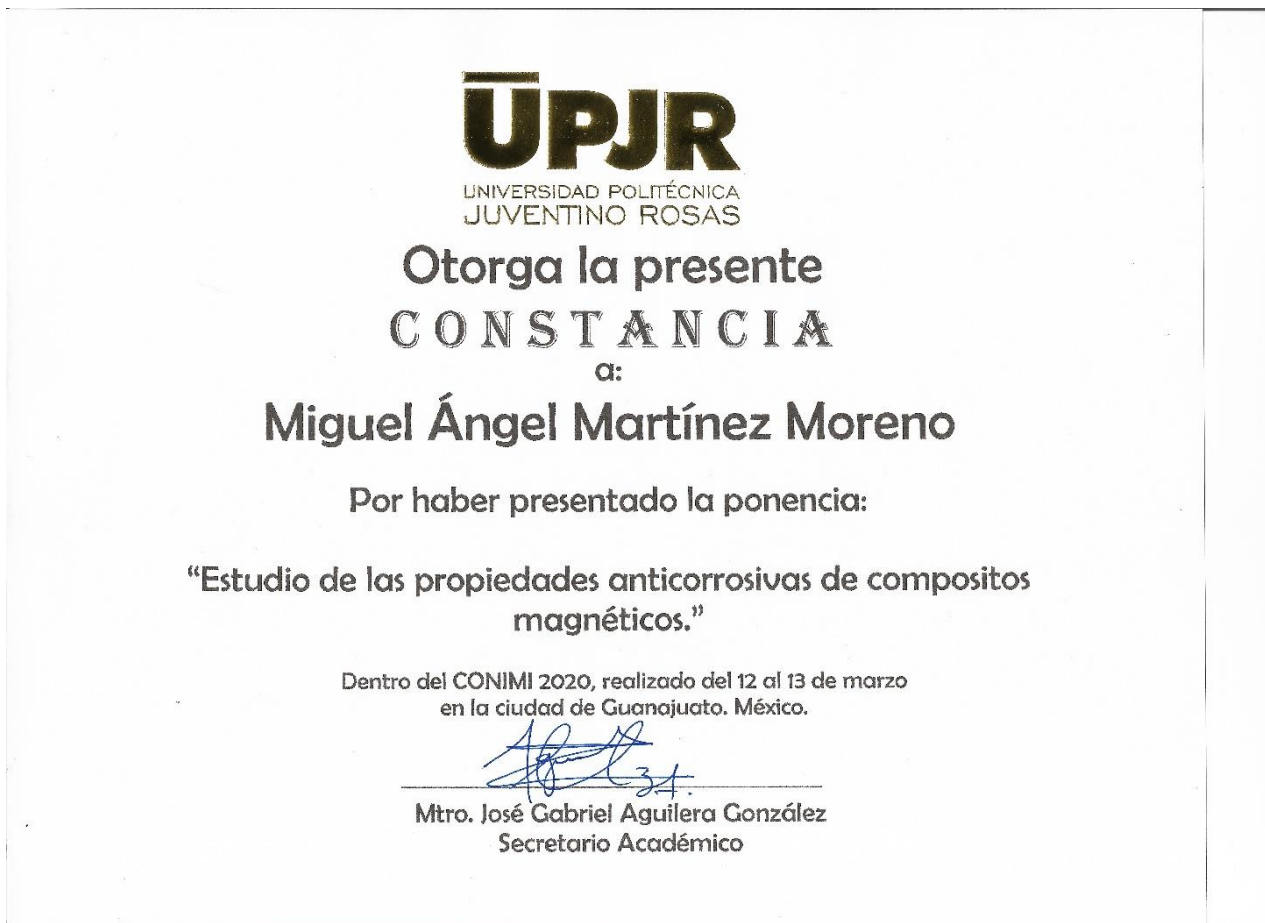 UPJR
UNIVERSIDAD POLITÉCNICA
JUVENTINO ROSAS
Otorga la presente
CONSTANCIA
a:
Miguel Ángel Martínez Moreno
Por haber presentado la ponencia:
“Estudio de las propiedades anticorrosivas de compositos
magnéticos.”
Dentro del CONIMI 2020, realizado del 12 al 13 de marzo
en la ciudad de Guanajuato. México.
Mtro. José Gabriel Aguilera González
Secretario Académico